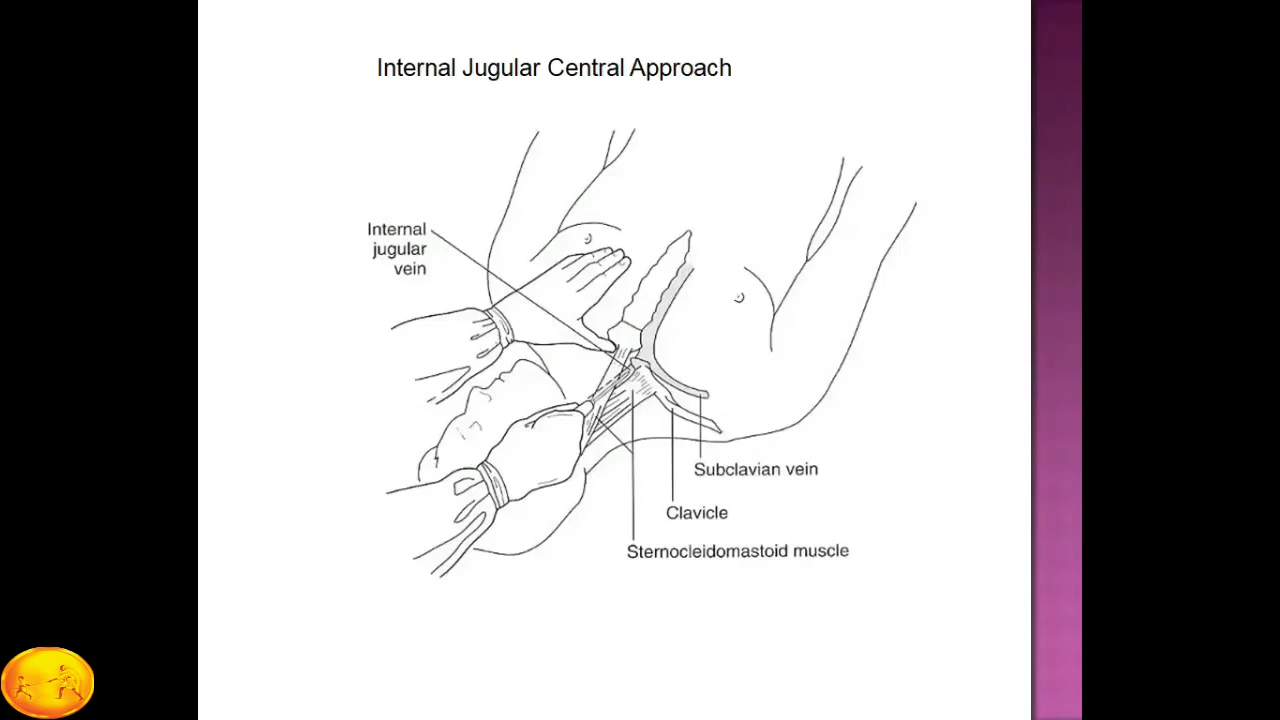 Internal Jugular Central Approach
Internal
jugular
vein
Subclavian vein
Clavicle
Sternocleidomastoid muscle